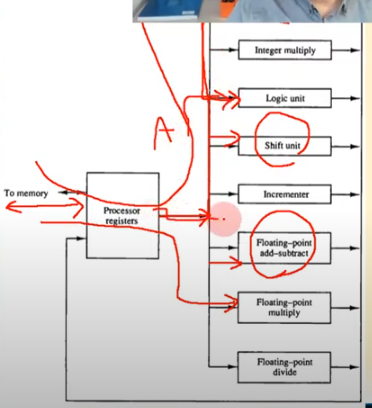 Integer multiply
Logic unit
A
Shift unit
To memory
Processor
registers
Incrementer
Floating-point
add-subtract
Floating-point
multiply
Floating-point
divide